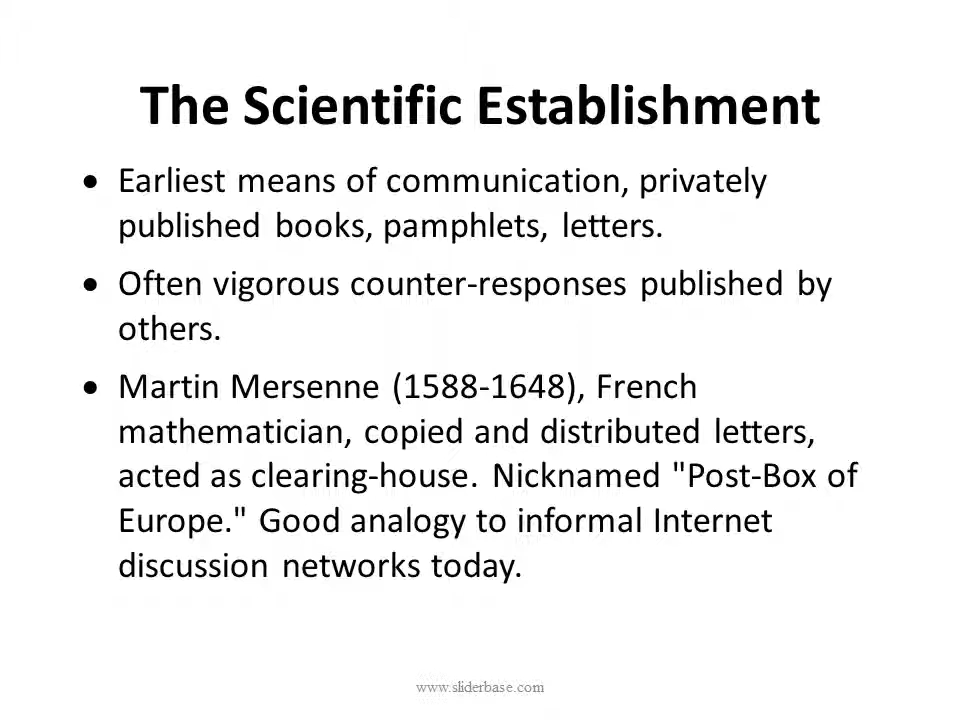 The Scientific Establishment
• Earliest means of communication, privately
published books, pamphlets, letters.
• Often vigorous counter-responses published by
others.
• Martin Mersenne (1588-1648), French
mathematician, copied and distributed letters,
acted as clearing-house. Nicknamed "Post-Box of
Europe." Good analogy to informal Internet
discussion networks today.
www.sliderbase.com